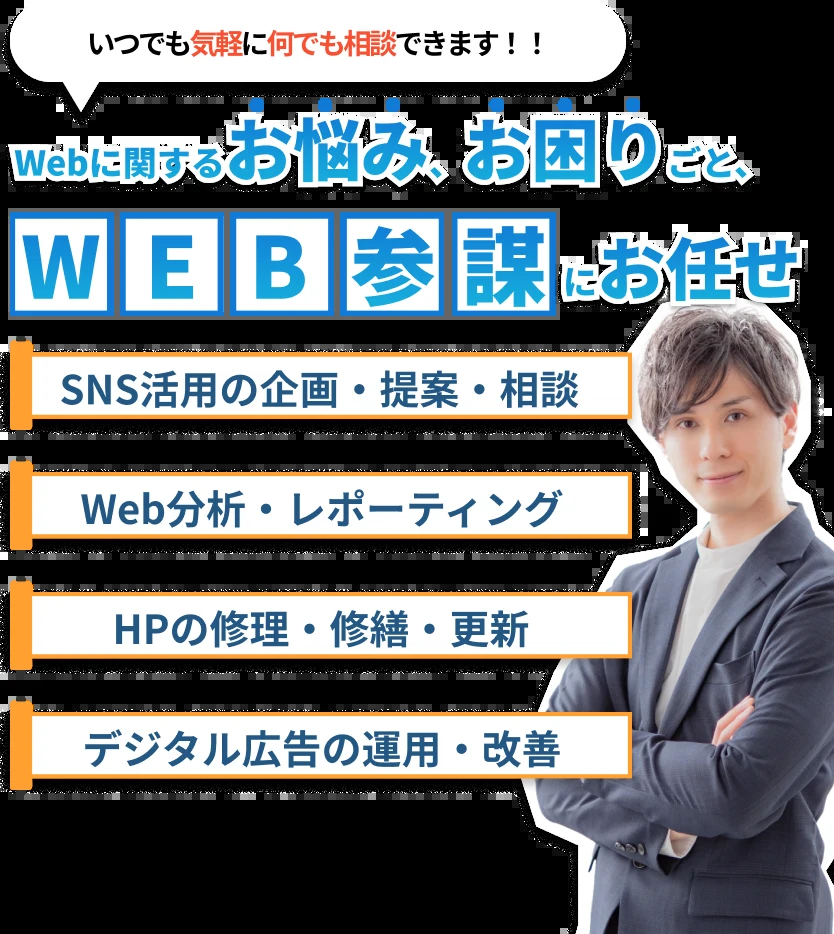 いつでも気軽に何でも相談できます！！
Webに関するお悩み、お困りごと、
WEB参謀にお任せ
SNS活用の企画・提案・相談
Web分析・レポーティング
HPの修理・修繕・更新
デジタル広告の運用・改善